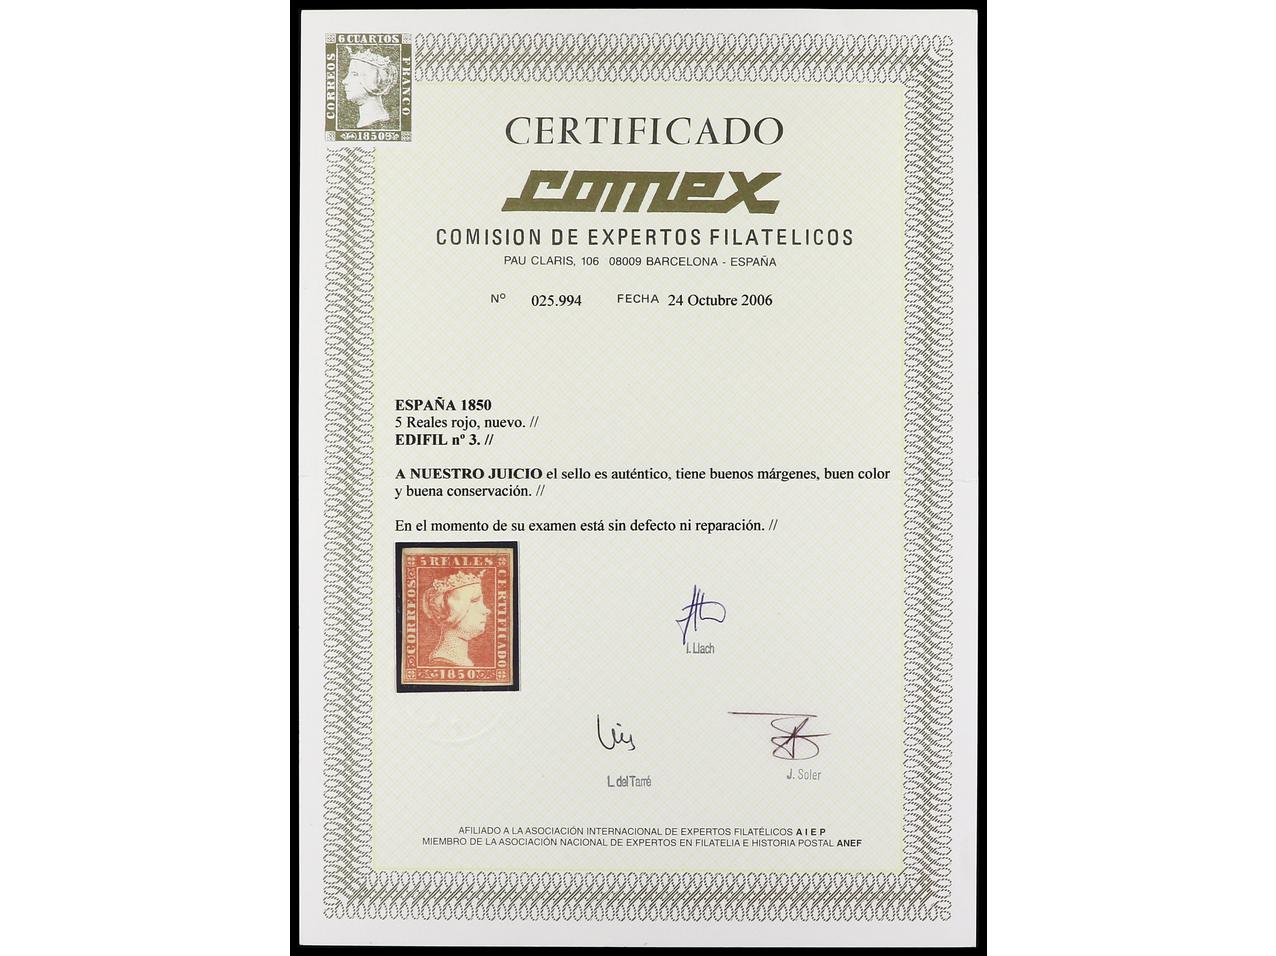 6 CUARTOS
CORREOS
FRANCO
1850
CERTIFICADO
comex
COMISION DE EXPERTOS FILATELICOS
PAU CLARIS, 106 08009 BARCELONA - ESPAÑA
Nº 025.994 FECHA 24 Octubre 2006
ESPAÑA 1850
5 Reales rojo, nuevo. //
EDIFIL nº 3. //
A NUESTRO JUICIO el sello es auténtico, tiene buenos márgenes, buen color
y buena conservación. //
En el momento de su examen está sin defecto ni reparación. //
5 REALES
CORREOS
CERTIFICADO
1850
I. Llach
L. del Tarré
J. Soler
AFILIADO A LA ASOCIACIÓN INTERNACIONAL DE EXPERTOS FILATÉLICOS A I E P
MIEMBRO DE LA ASOCIACIÓN NACIONAL DE EXPERTOS EN FILATELIA E HISTORIA POSTAL ANEF